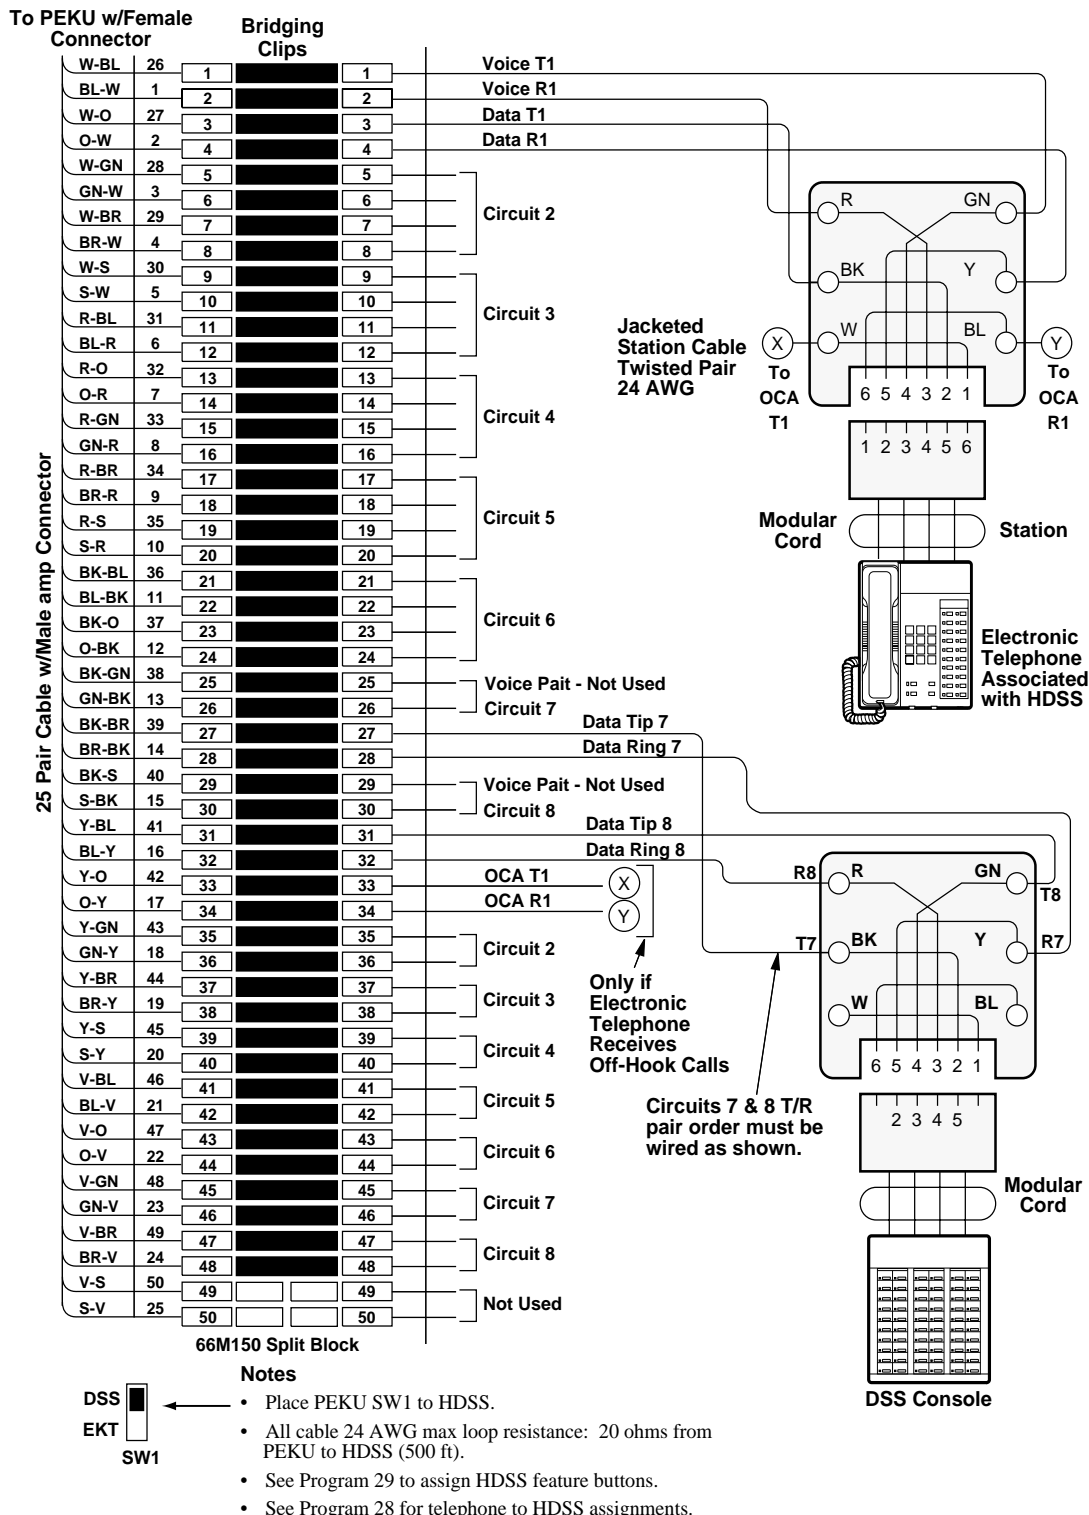 To PEKU w/Female
Connector
Bridging
Clips
25 Pair Cable w/Male amp Connector
W-BL 26 1 1 Voice T1
BL-W 1 2 2 Voice R1
W-O 27 3 3 Data T1
O-W 2 4 4 Data R1
W-GN 28 5 5
GN-W 3 6 6
W-BR 29 7 7
BR-W 4 8 8
Circuit 2
W-S 30 9 9
S-W 5 10 10
R-BL 31 11 11
BL-R 6 12 12
Circuit 3
R-O 32 13 13
O-R 7 14 14
R-GN 33 15 15
GN-R 8 16 16
Circuit 4
R-BR 34 17 17
BR-R 9 18 18
R-S 35 19 19
S-R 10 20 20
Circuit 5
BK-BL 36 21 21
BL-BK 11 22 22
BK-O 37 23 23
O-BK 12 24 24
Circuit 6
BK-GN 38 25 25
GN-BK 13 26 26
Voice Pait - Not Used
Circuit 7
BK-BR 39 27 27 Data Tip 7
BR-BK 14 28 28 Data Ring 7
BK-S 40 29 29
S-BK 15 30 30
Voice Pait - Not Used
Circuit 8
Y-BL 41 31 31 Data Tip 8
BL-Y 16 32 32 Data Ring 8
Y-O 42 33 33 OCA T1 X
O-Y 17 34 34 OCA R1 Y
Y-GN 43 35 35
GN-Y 18 36 36
Circuit 2
Y-BR 44 37 37
BR-Y 19 38 38
Circuit 3
Y-S 45 39 39
S-Y 20 40 40
Circuit 4
V-BL 46 41 41
BL-V 21 42 42
Circuit 5
V-O 47 43 43
O-V 22 44 44
Circuit 6
V-GN 48 45 45
GN-V 23 46 46
Circuit 7
V-BR 49 47 47
BR-V 24 48 48
Circuit 8
V-S 50 49 49
S-V 25 50 50
Not Used
66M150 Split Block
R GN
BK Y
W BL
6 5 4 3 2 1
X
To
OCA
T1
Y
To
OCA
R1
Jacketed
Station Cable
Twisted Pair
24 AWG
1 2 3 4 5 6
Modular
Cord
Station
Electronic
Telephone
Associated
with HDSS
R8 R GN T8
T7 BK Y R7
W BL
6 5 4 3 2 1
2 3 4 5
Modular
Cord
DSS Console
Only if
Electronic
Telephone
Receives
Off-Hook Calls
Circuits 7 & 8 T/R
pair order must be
wired as shown.
DSS
EKT
SW1
Notes
• Place PEKU SW1 to HDSS.
• All cable 24 AWG max loop resistance: 20 ohms from
PEKU to HDSS (500 ft).
• See Program 29 to assign HDSS feature buttons.
• See Program 28 for telephone to HDSS assignments.